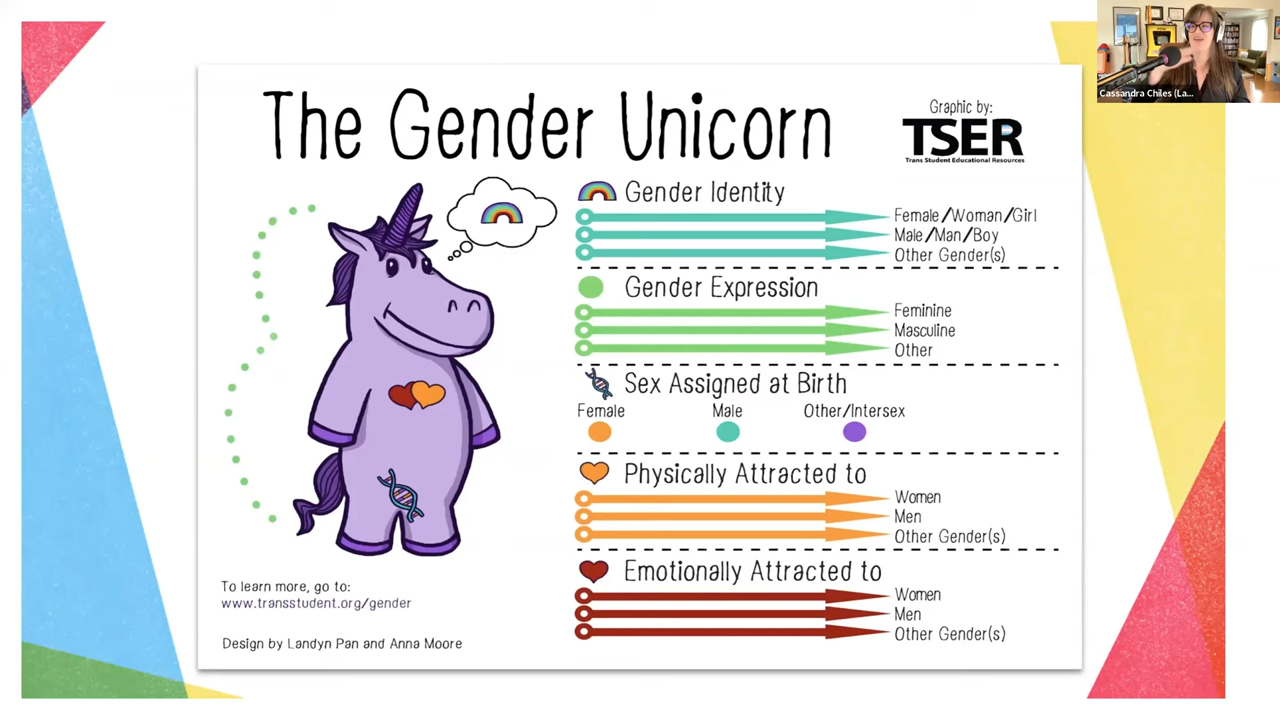 Cassandra Chiles (La...
The Gender Unicorn
Graphic by:
TSER
Trans Student Educational Resources
Gender Identity
Female/Woman/Girl
Male/Man/Boy
Other Gender(s)
Gender Expression
Feminine
Masculine
Other
Sex Assigned at Birth
Female Male Other/Intersex
Physically Attracted to
Women
Men
Other Gender(s)
Emotionally Attracted to
Women
Men
Other Gender(s)
To learn more, go to:
www.transstudent.org/gender
Design by Landyn Pan and Anna Moore